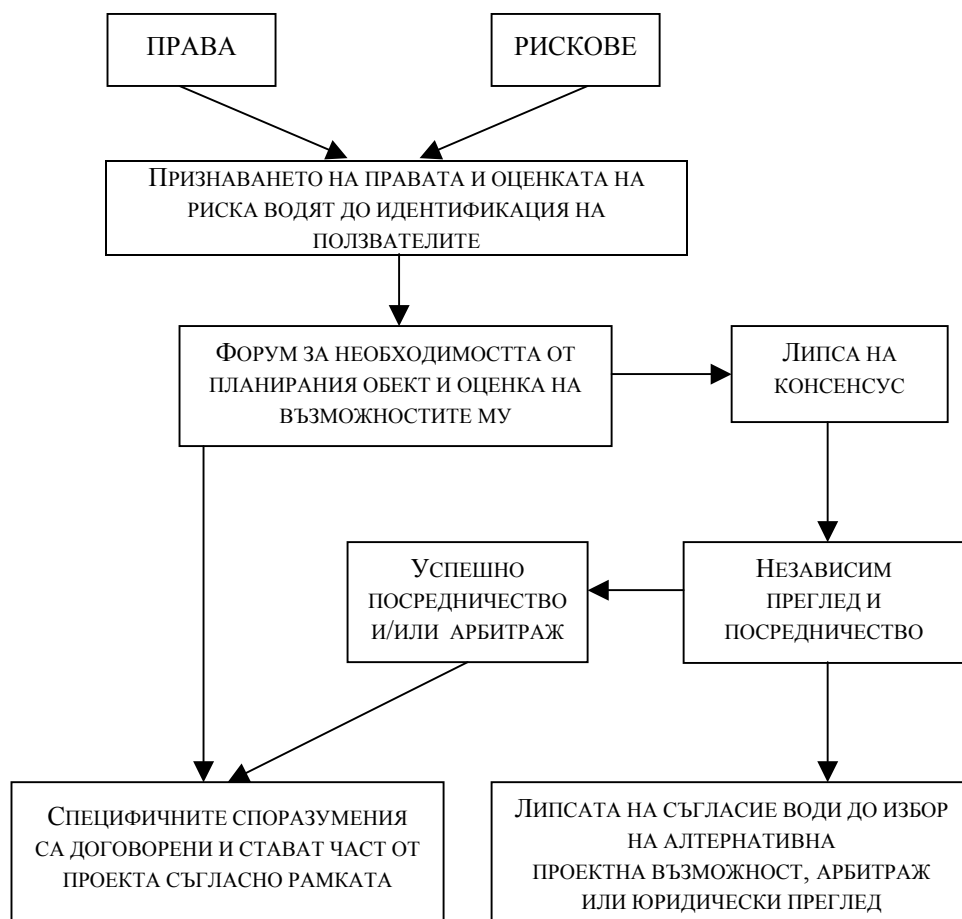 ПРАВА
РИСКОВЕ
ПРИЗНАВАНЕТО НА ПРАВАТА И ОЦЕНКАТА НА
РИСКА ВОДЯТ ДО ИДЕНТИФИКАЦИЯ НА
ПОЛЗВАТЕЛИТЕ
ФОРУМ ЗА НЕОБХОДИМОСТТА ОТ
ПЛАНИРАНИЯ ОБЕКТ И ОЦЕНКА НА
ВЪЗМОЖНОСТИТЕ МУ
ЛИПСА НА
КОНСЕНСУС
УСПЕШНО
ПОСРЕДНИЧЕСТВО
И/ИЛИ АРБИТРАЖ
НЕЗАВИСИМ
ПРЕГЛЕД И
ПОСРЕДНИЧЕСТВО
СПЕЦИФИЧНИТЕ СПОРАЗУМЕНИЯ
СА ДОГОВОРЕНИ И СТАВАТ ЧАСТ ОТ
ПРОЕКТА СЪГЛАСНО РАМКАТА
ЛИПСАТА НА СЪГЛАСИЕ ВОДИ ДО ИЗБОР
НА АЛТЕРНАТИВНА
ПРОЕКТНА ВЪЗМОЖНОСТ, АРБИТРАЖ
ИЛИ ЮРИДИЧЕСКИ ПРЕГЛЕД